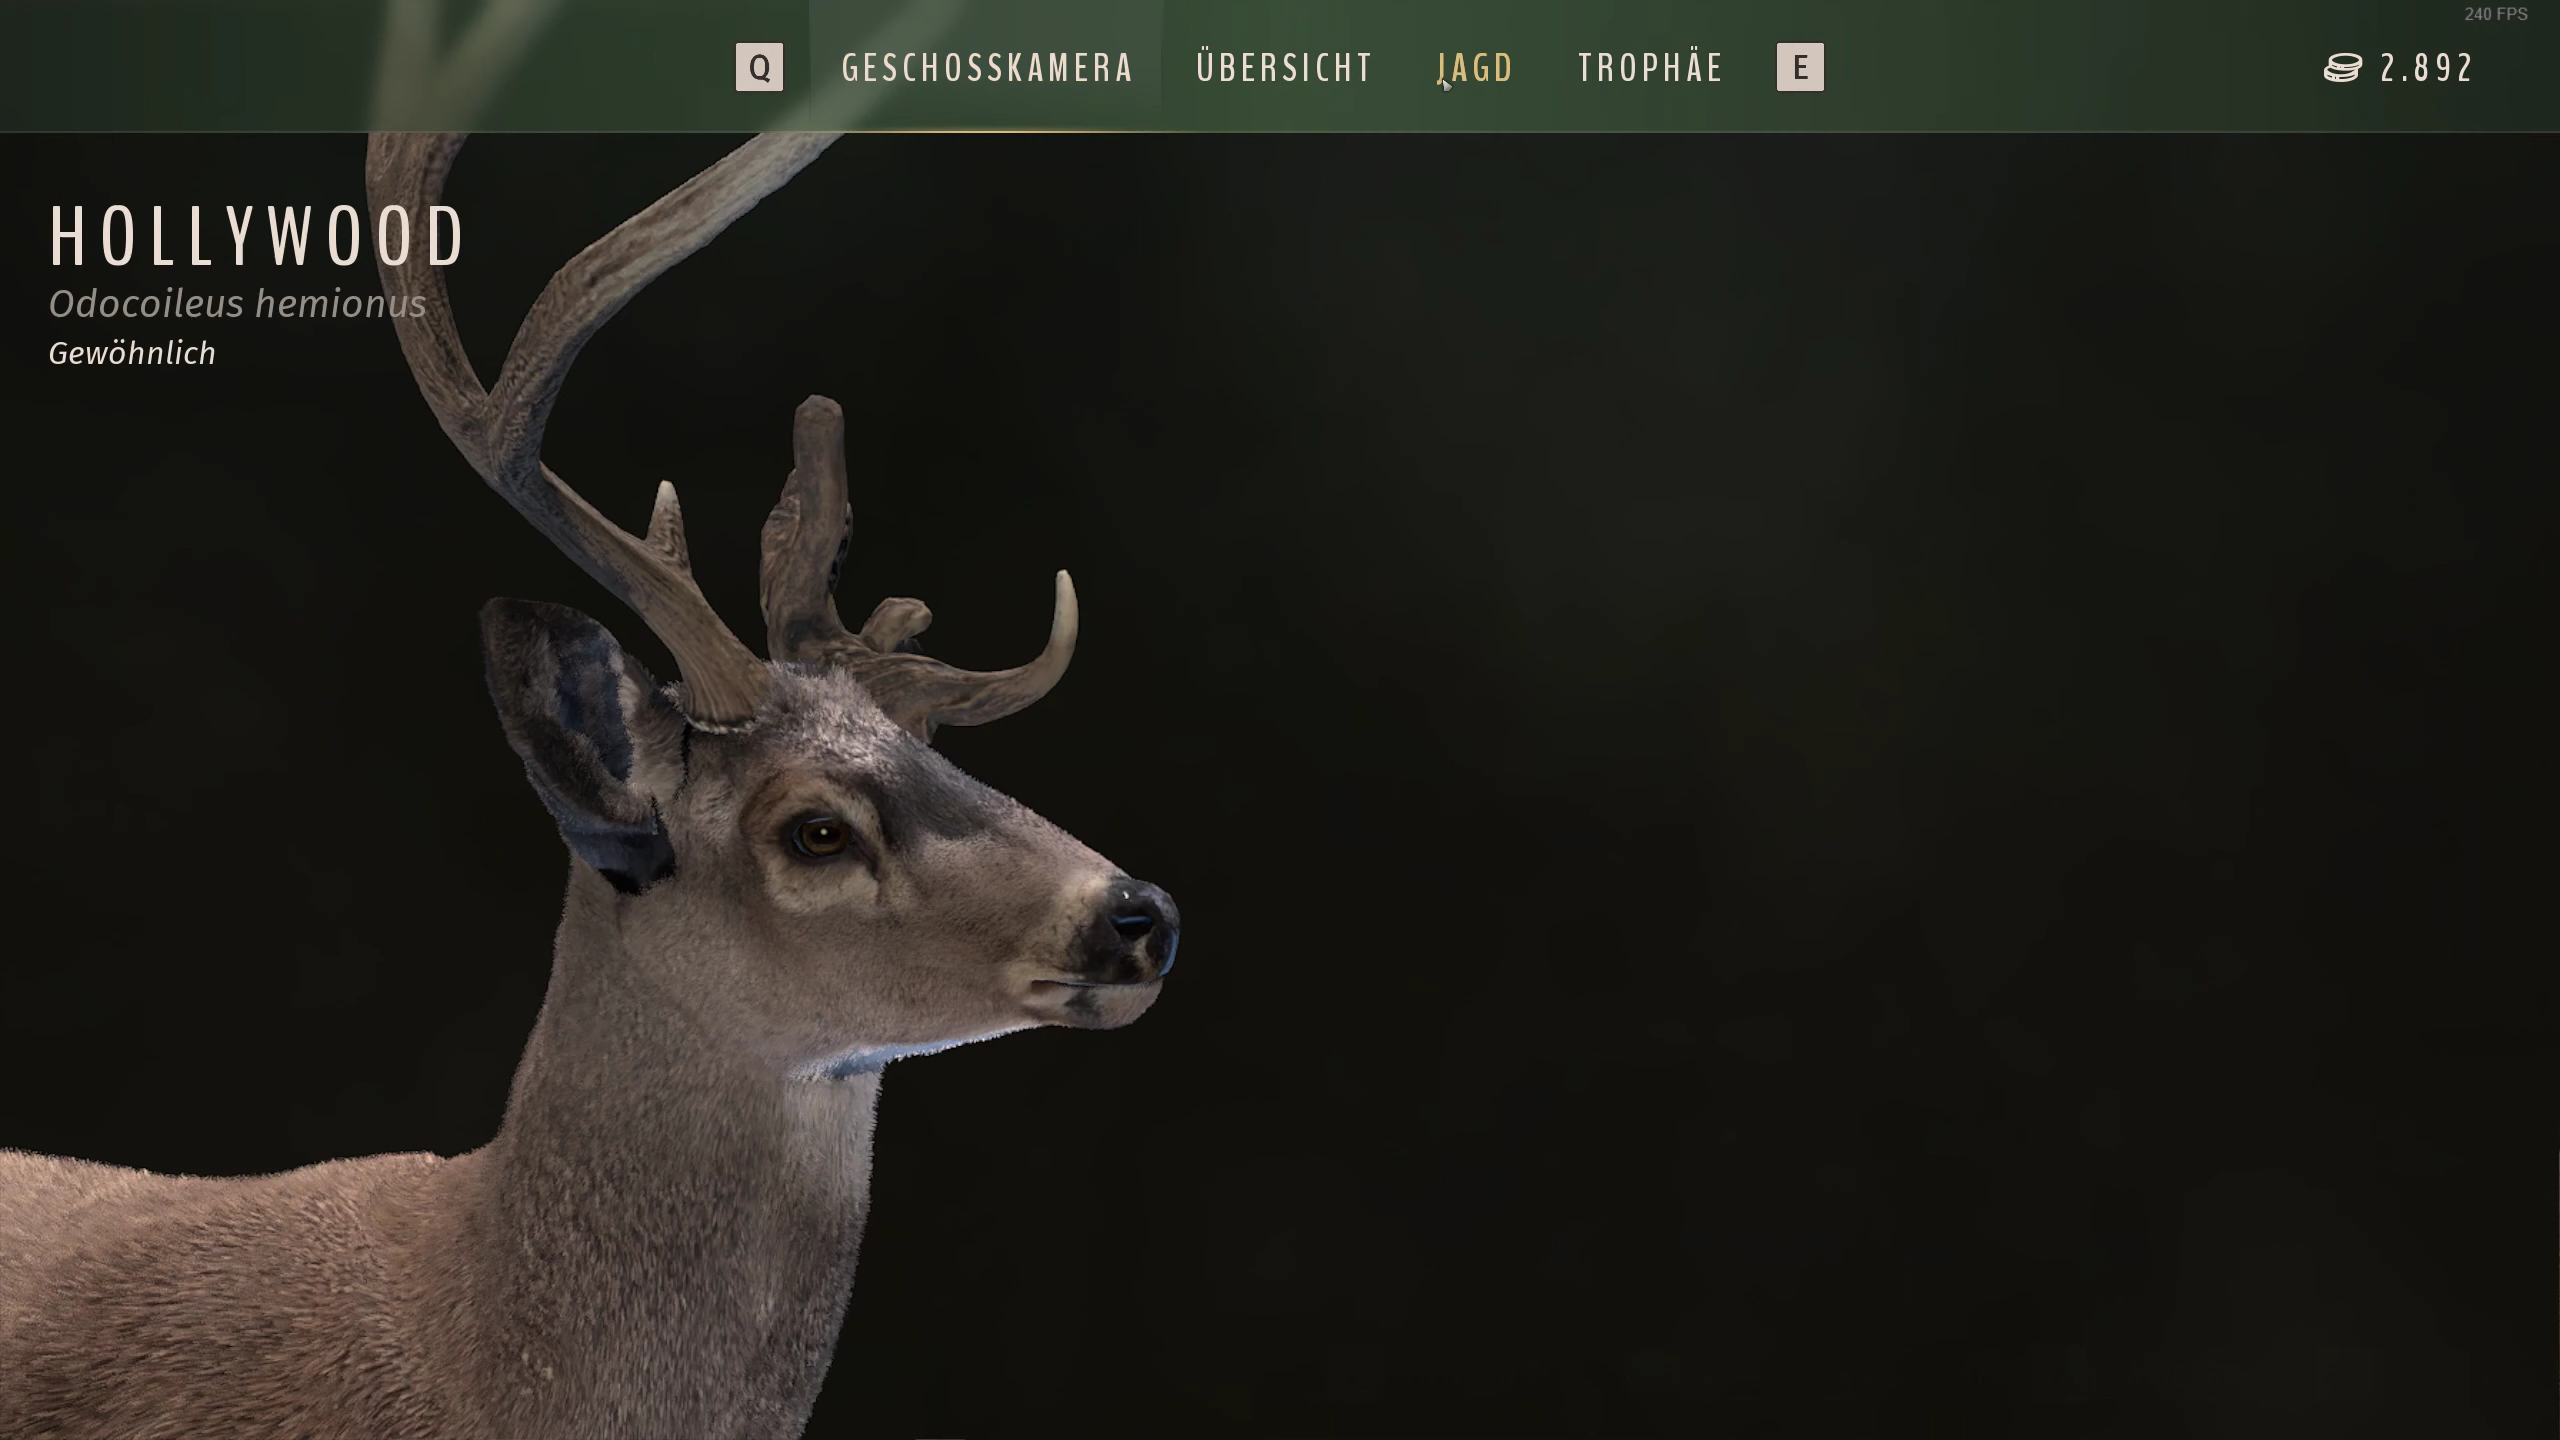 240 FPS
Q GESCHOSSKAMERA ÜBERSICHT JAGD TROPHÄE E 2.892
HOLLYWOOD
Odocoileus hemionus
Gewöhnlich